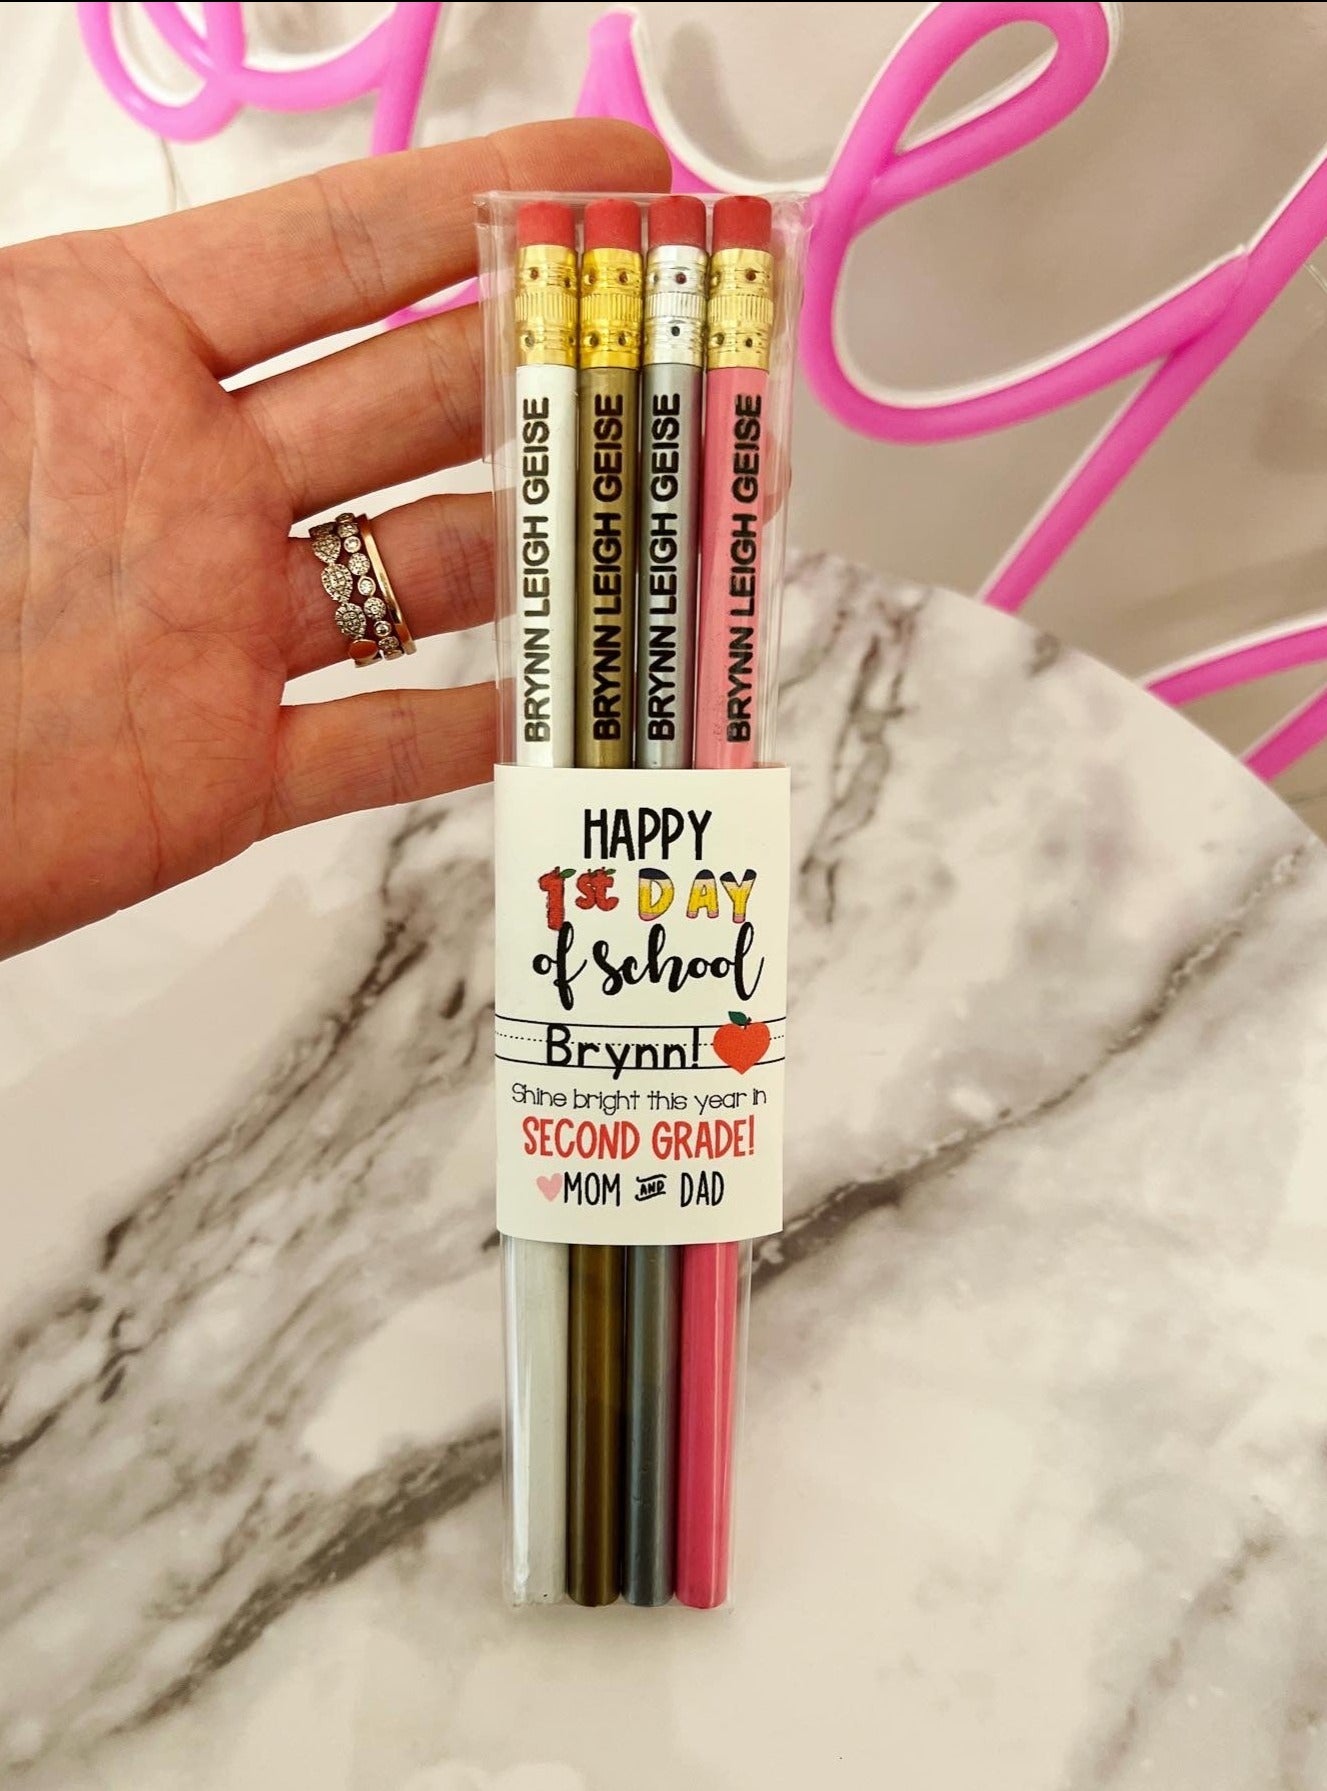 BRYNN LEIGH GEISE
BRYNN LEIGH GEISE
BRYNN LEIGH GEISE
BRYNN LEIGH GEISE
HAPPY
1st DAY
of school
Brynn!
Shine bright this year in
SECOND GRADE!
MOM AND DAD